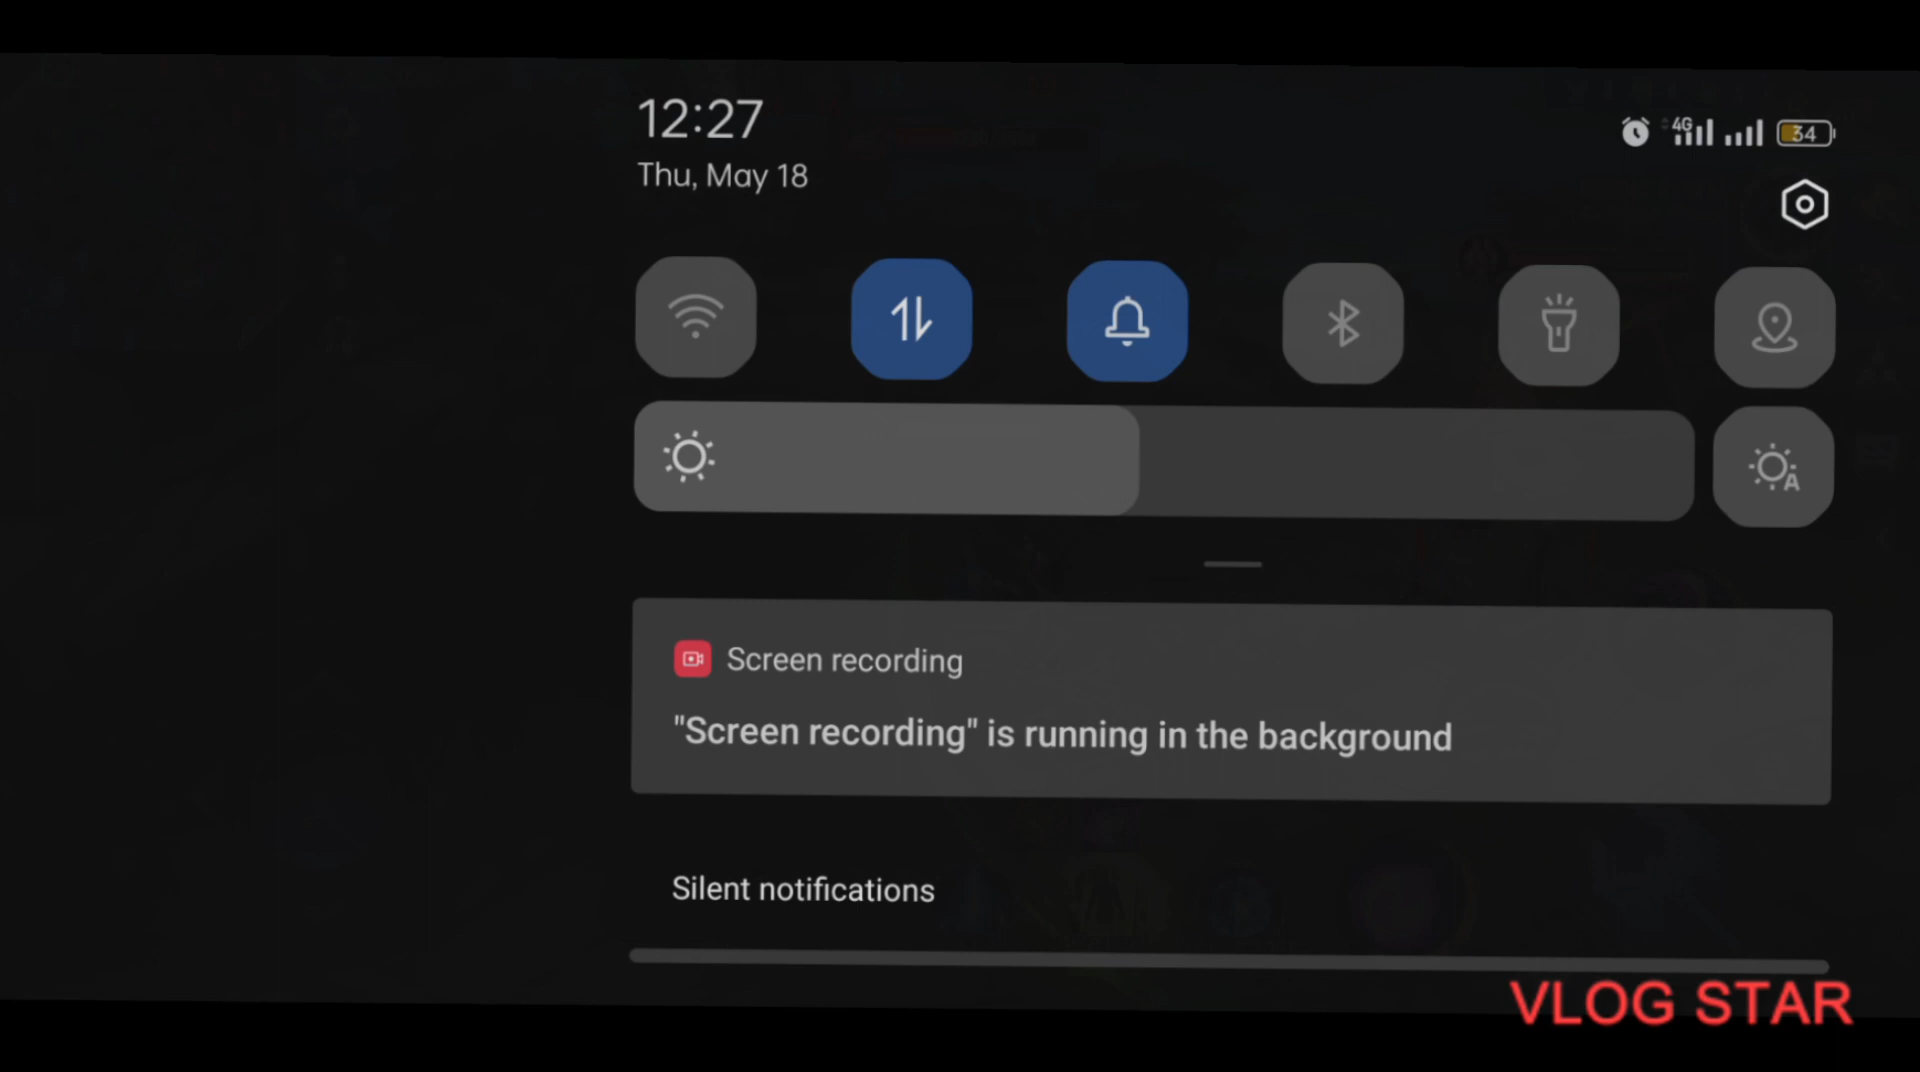 12:27
Thu, May 18
4G
34
A
Screen recording
"Screen recording" is running in the background
Silent notifications
VLOG STAR